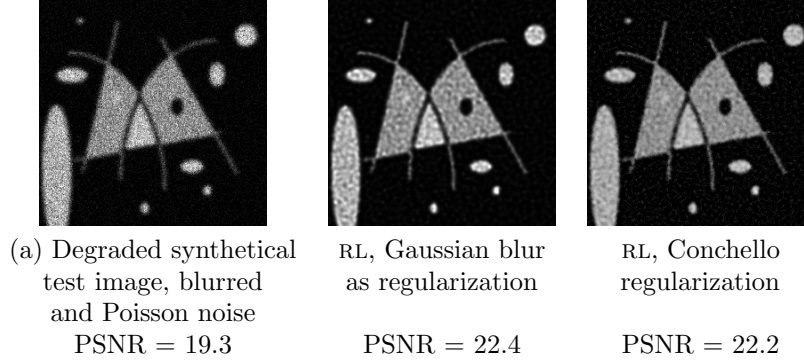 (a) Degraded synthetical
test image, blurred
and Poisson noise
PSNR = 19.3
RL, Gaussian blur
as regularization
PSNR = 22.4
RL, Conchello
regularization
PSNR = 22.2